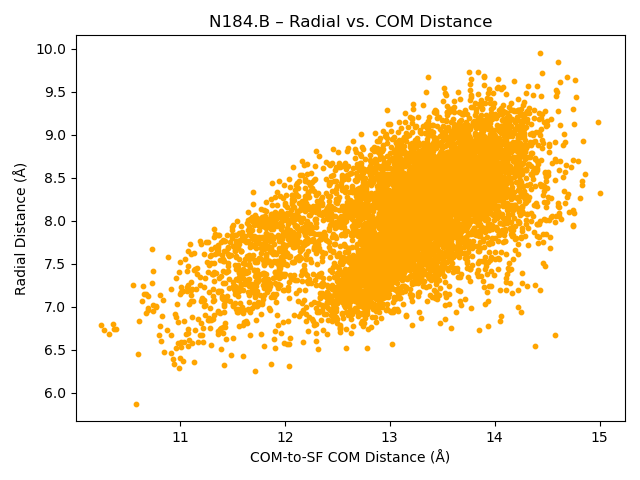 N184.B – Radial vs. COM Distance
10.0
9.5
9.0
8.5
8.0
7.5
7.0
6.5
6.0
Radial Distance (Å)
11 12 13 14 15
COM-to-SF COM Distance (Å)